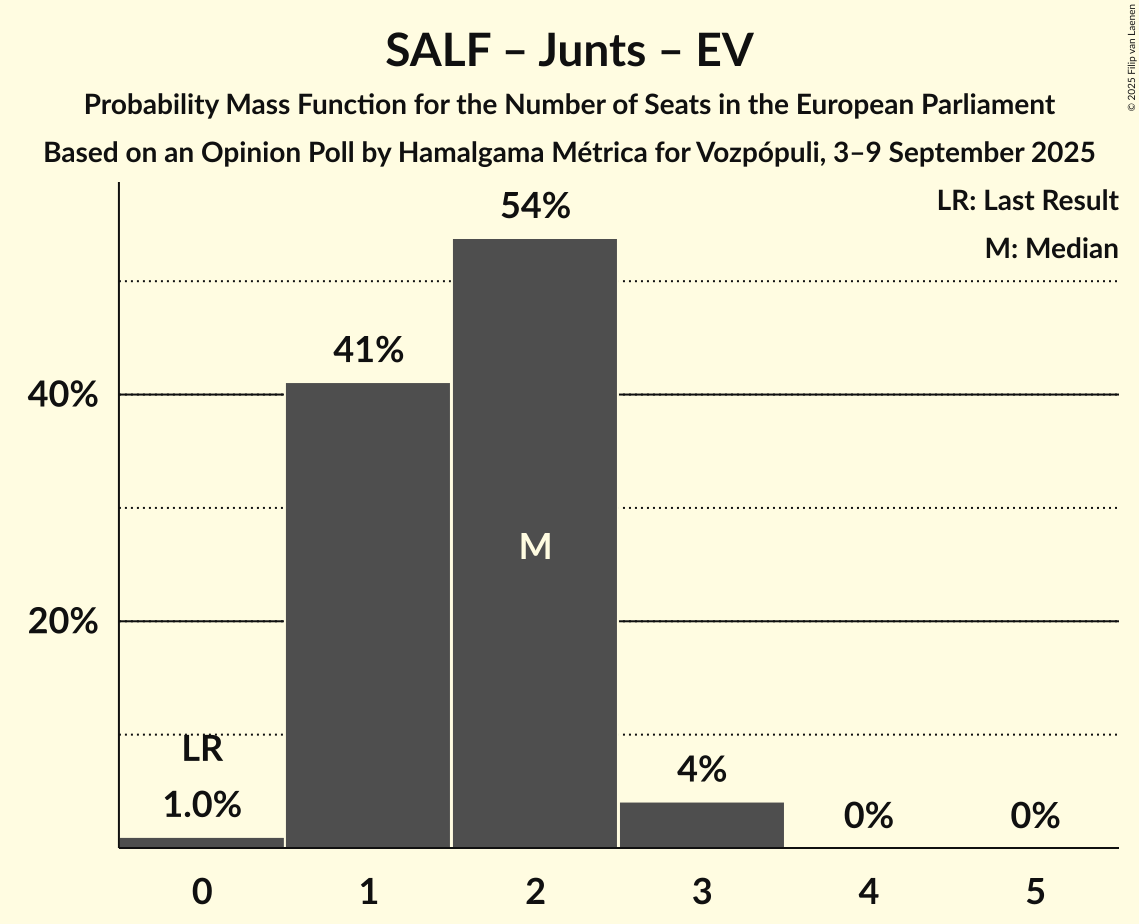 SALF – Junts – EV
Probability Mass Function for the Number of Seats in the European Parliament
Based on an Opinion Poll by Hamalgama Métrica for Vozpópuli, 3–9 September 2025
© 2025 Filip van Laenen
LR: Last Result
M: Median
54%
41%
40%
M
20%
LR
1.0%
4%
0%
0%
0
1
2
3
4
5